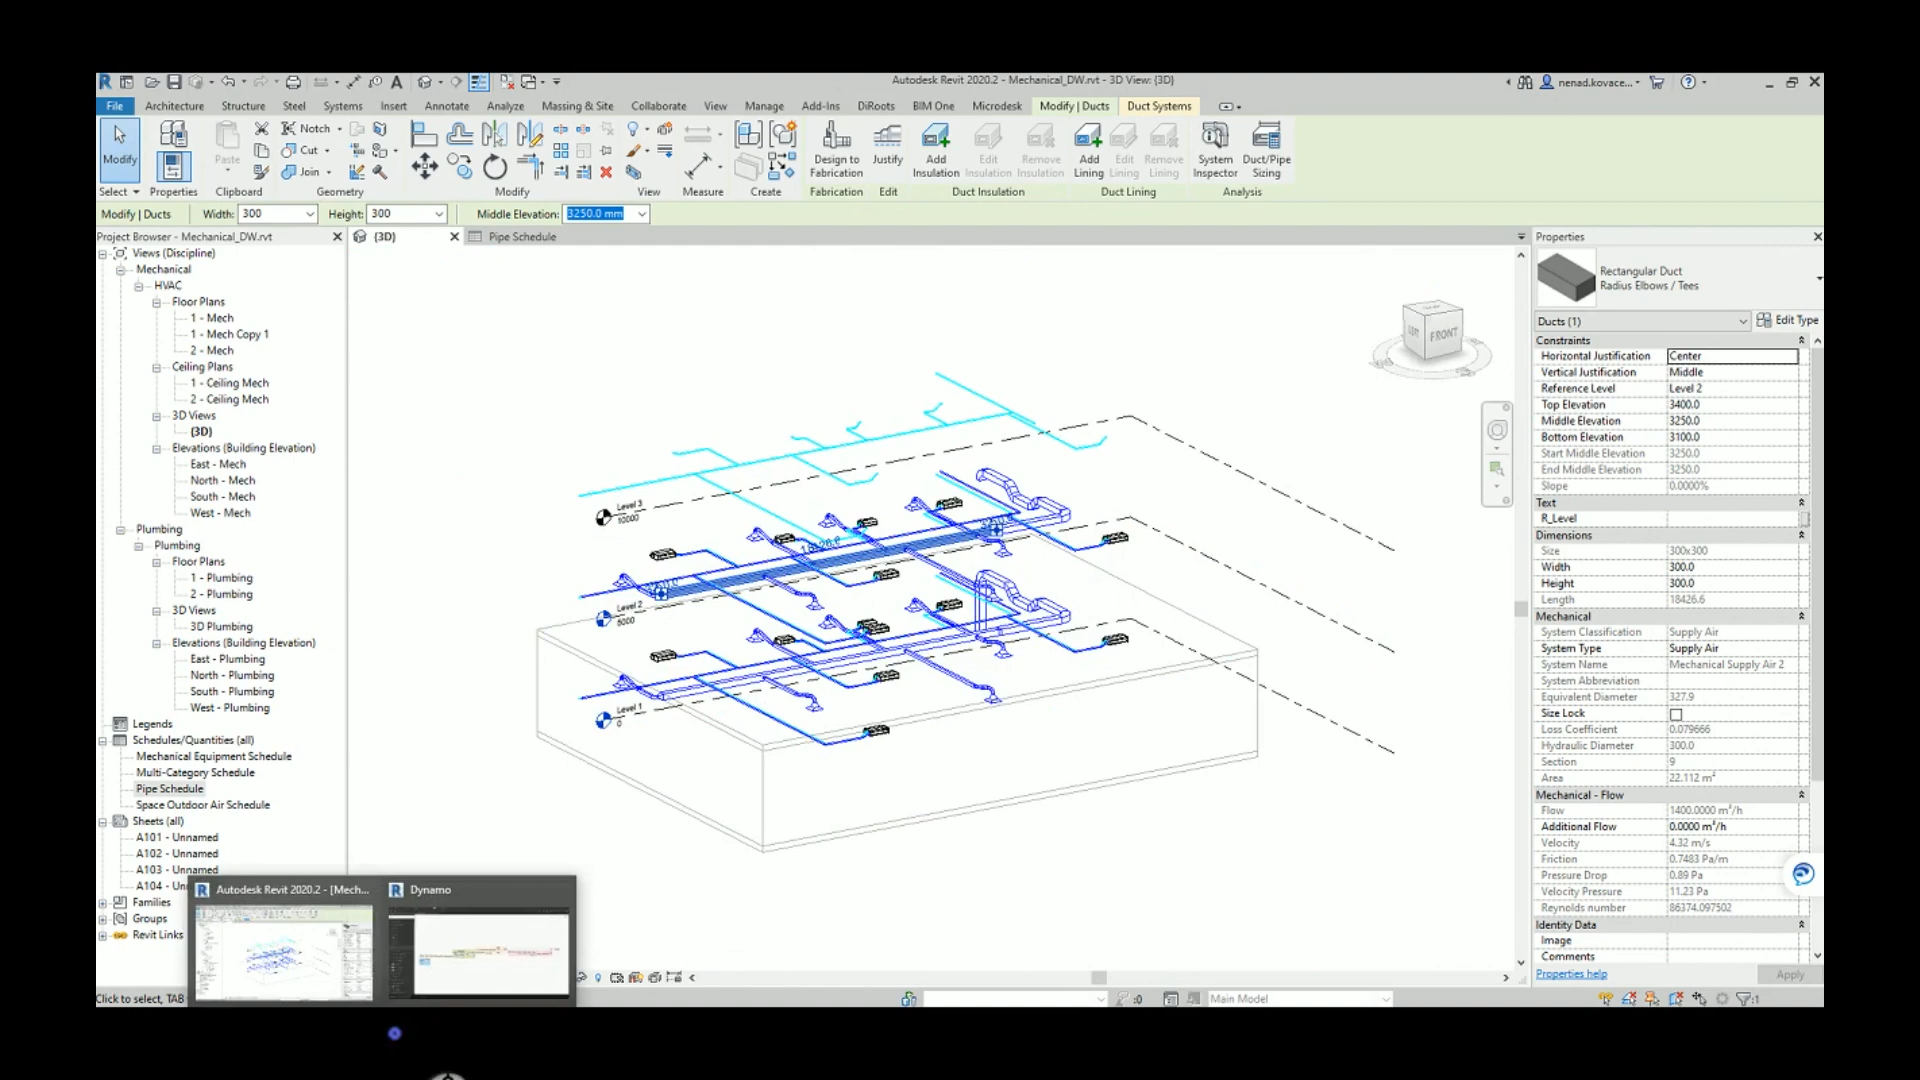 Autodesk Revit 2020.2 - Mechanical_DW.rvt - 3D View: {3D}
nenad.kovace...
File Architecture Structure Steel Systems Insert Annotate Analyze Massing & Site Collaborate View Manage Add-Ins DiRoots BIM One Microdesk Modify | Ducts Duct Systems
Modify
Paste
Notch
Cut
Join
Design to Fabrication
Justify
Add Insulation
Edit Insulation
Remove Insulation
Add Lining
Edit Lining
Remove Lining
System Inspector
Duct/Pipe Sizing
Select Properties Clipboard Geometry Modify View Measure Create Fabrication Edit Duct Insulation Duct Lining Analysis
Modify | Ducts Width: 300 Height: 300 Middle Elevation: 3250.0 mm
Project Browser - Mechanical_DW.rvt
{3D}
Pipe Schedule
Views (Discipline)
Mechanical
HVAC
Floor Plans
1 - Mech
1 - Mech Copy 1
2 - Mech
Ceiling Plans
1 - Ceiling Mech
2 - Ceiling Mech
3D Views
{3D}
Elevations (Building Elevation)
East - Mech
North - Mech
South - Mech
West - Mech
Plumbing
Plumbing
Floor Plans
1 - Plumbing
2 - Plumbing
3D Views
3D Plumbing
Elevations (Building Elevation)
East - Plumbing
North - Plumbing
South - Plumbing
West - Plumbing
Legends
Schedules/Quantities (all)
Mechanical Equipment Schedule
Multi-Category Schedule
Pipe Schedule
Space Outdoor Air Schedule
Sheets (all)
A101 - Unnamed
A102 - Unnamed
A103 - Unnamed
A104 - Un
Families
Groups
Revit Links
Autodesk Revit 2020.2 - [Mech...
Dynamo
Click to select, TAB
Level 3
10000
Level 2
5000
Level 1
0
FRONT
:0
Main Model
:1
Properties
Rectangular Duct
Radius Elbows / Tees
Ducts (1) Edit Type
Constraints
Horizontal Justification Center
Vertical Justification Middle
Reference Level Level 2
Top Elevation 3400.0
Middle Elevation 3250.0
Bottom Elevation 3100.0
Start Middle Elevation 3250.0
End Middle Elevation 3250.0
Slope 0.0000%
Text
R_Level
Dimensions
Size 300x300
Width 300.0
Height 300.0
Length 18426.6
Mechanical
System Classification Supply Air
System Type Supply Air
System Name Mechanical Supply Air 2
System Abbreviation
Equivalent Diameter 327.9
Size Lock
Loss Coefficient 0.079666
Hydraulic Diameter 300.0
Section 9
Area 22.112 m²
Mechanical - Flow
Flow 1400.0000 m³/h
Additional Flow 0.0000 m³/h
Velocity 4.32 m/s
Friction 0.7483 Pa/m
Pressure Drop 0.89 Pa
Velocity Pressure 11.23 Pa
Reynolds number 86374.097502
Identity Data
Image
Comments
Properties help Apply